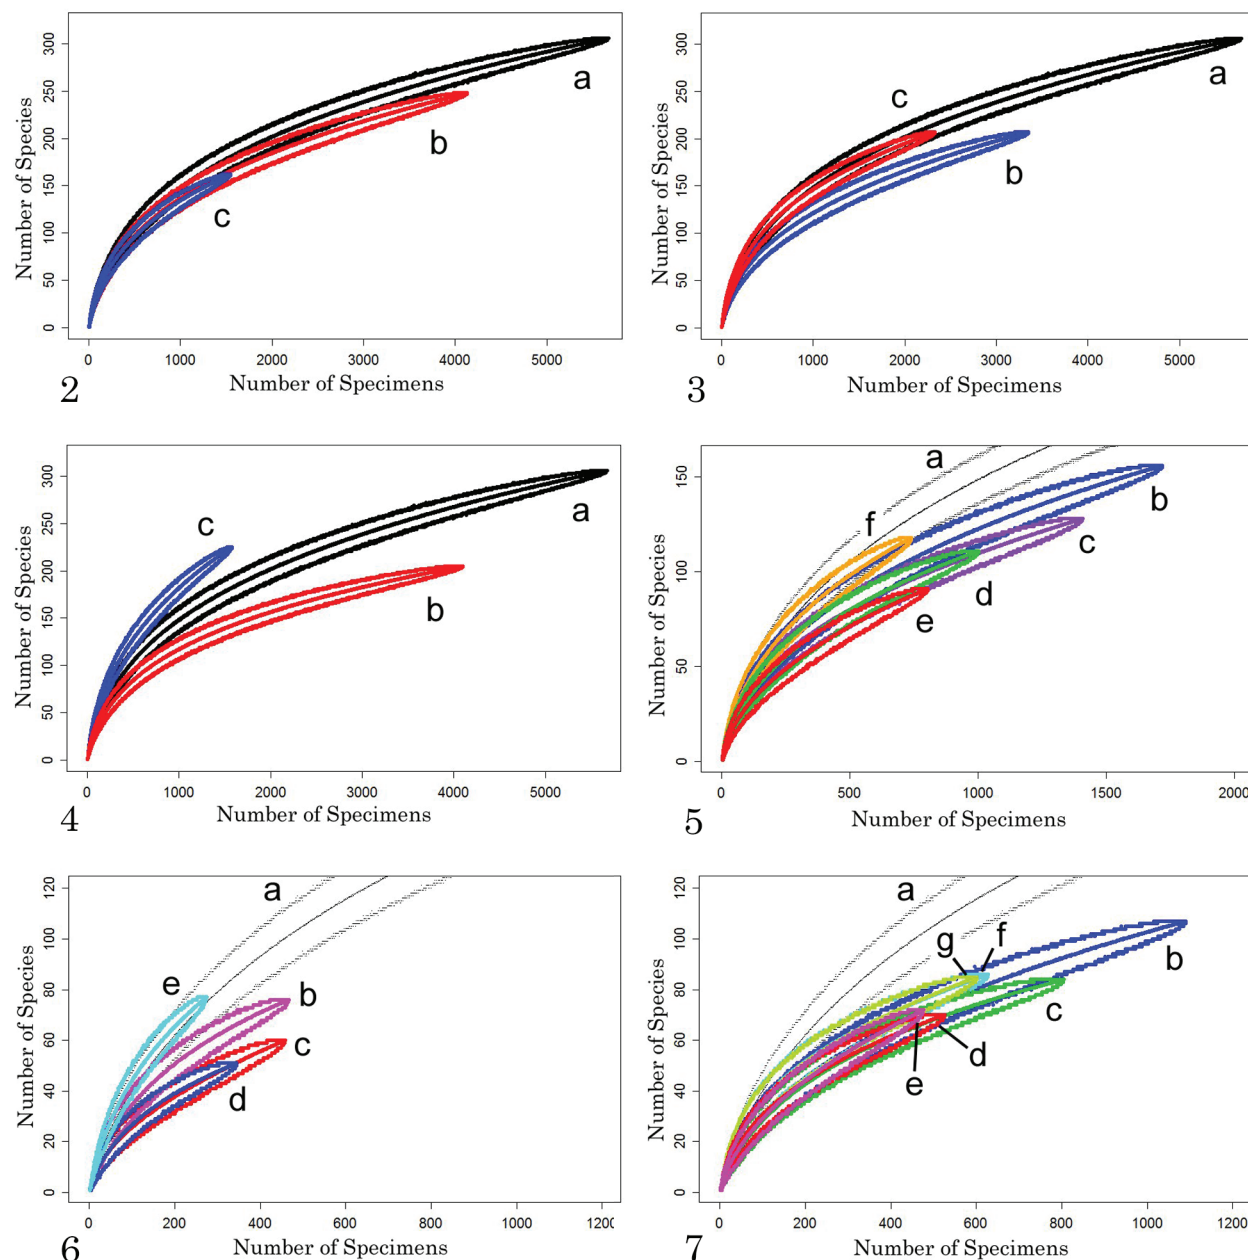 300
250
200
150
100
50
0
Number of Species
a
b
c
0 1000 2000 3000 4000 5000
Number of Specimens
2
300
250
200
150
100
50
0
Number of Species
c
a
b
0 1000 2000 3000 4000 5000
Number of Specimens
3
300
250
200
150
100
50
0
Number of Species
c
a
b
0 1000 2000 3000 4000 5000
Number of Specimens
4
150
100
50
0
Number of Species
a
b
f
c
d
e
0 500 1000 1500 2000
Number of Specimens
5
120
100
80
60
40
20
0
Number of Species
a
e
b
c
d
0 200 400 600 800 1000 1200
Number of Specimens
6
120
100
80
60
40
20
0
Number of Species
a
g f
b
c
d
e
0 200 400 600 800 1000 1200
Number of Specimens
7